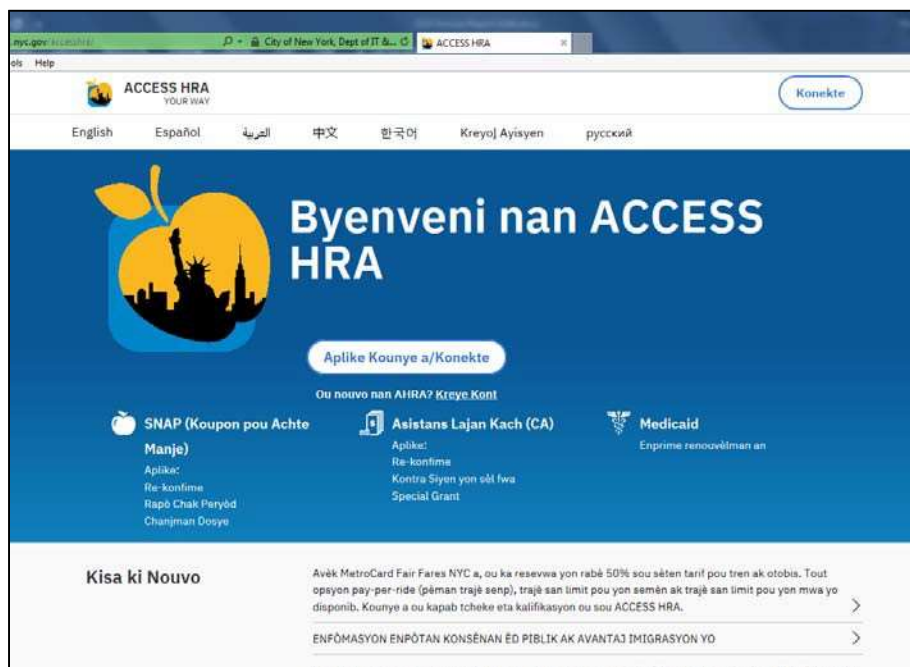 nyc.gov/accesshra/
City of New York, Dept of IT &...
ACCESS HRA
Help
ACCESS HRA
YOUR WAY
Konekte
English Español العربية 中文 한국어 Kreyol Ayisyen русский
Byenveni nan ACCESS
HRA
Aplike Kounye a/Konekte
Ou nouvo nan AHRA? Kreye Kont
SNAP (Koupon pou Achte
Manje)
Aplike:
Re-konfime
Rapò Chak Peryòd
Chanjman Dosye
Asistans Lajan Kach (CA)
Aplike:
Re-konfime
Kontra Siyen yon sèl fwa
Special Grant
Medicaid
Enprime renouvèlman an
Kisa ki Nouvo
Avèk MetroCard Fair Fares NYC a, ou ka resevwa yon rabè 50% sou sèten tarif pou tren ak otobis. Tout
opsyon pay-per-ride (pèman trajè senp), trajè san limit pou yon semèn ak trajè san limit pou yon mwa yo
disponib. Kounye a ou kapab tcheke eta kalifikasyon ou sou ACCESS HRA.
ENFÒMASYON ENPÒTAN KONSÈNAN ÈD PIBLIK AK AVANTAJ IMIGRASYON YO